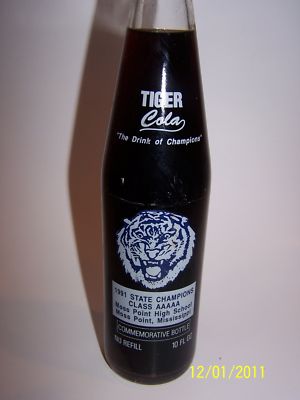 TIGER
Cola
"The Drink of Champions"
1991 STATE CHAMPIONS
CLASS AAAAA
Moss Point High School
Moss Point, Mississippi
COMMEMORATIVE BOTTLE
NO REFILL 10 FL OZ
12/01/2011